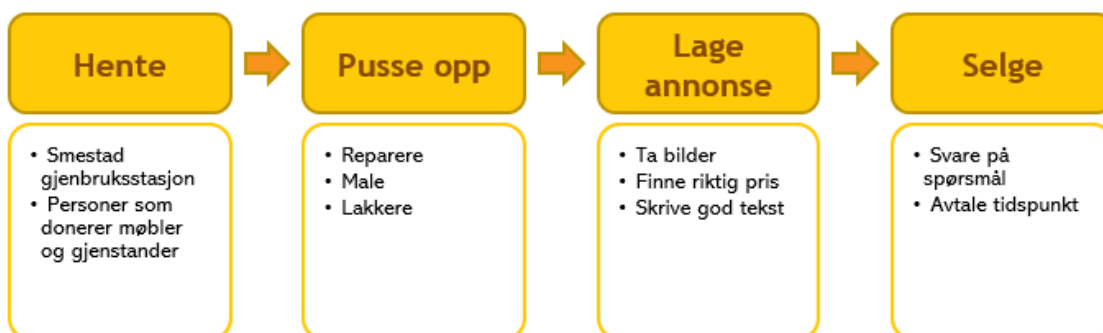 Hente
• Smestad
gjenbruksstasjon
• Personer som
donerer møbler
og gjenstander
Pusse opp
• Reparere
• Male
• Lakkere
Lage
annonse
• Ta bilder
• Finne riktig pris
• Skrive god tekst
Selge
• Svare på
spørsmål
• Avtale tidspunkt